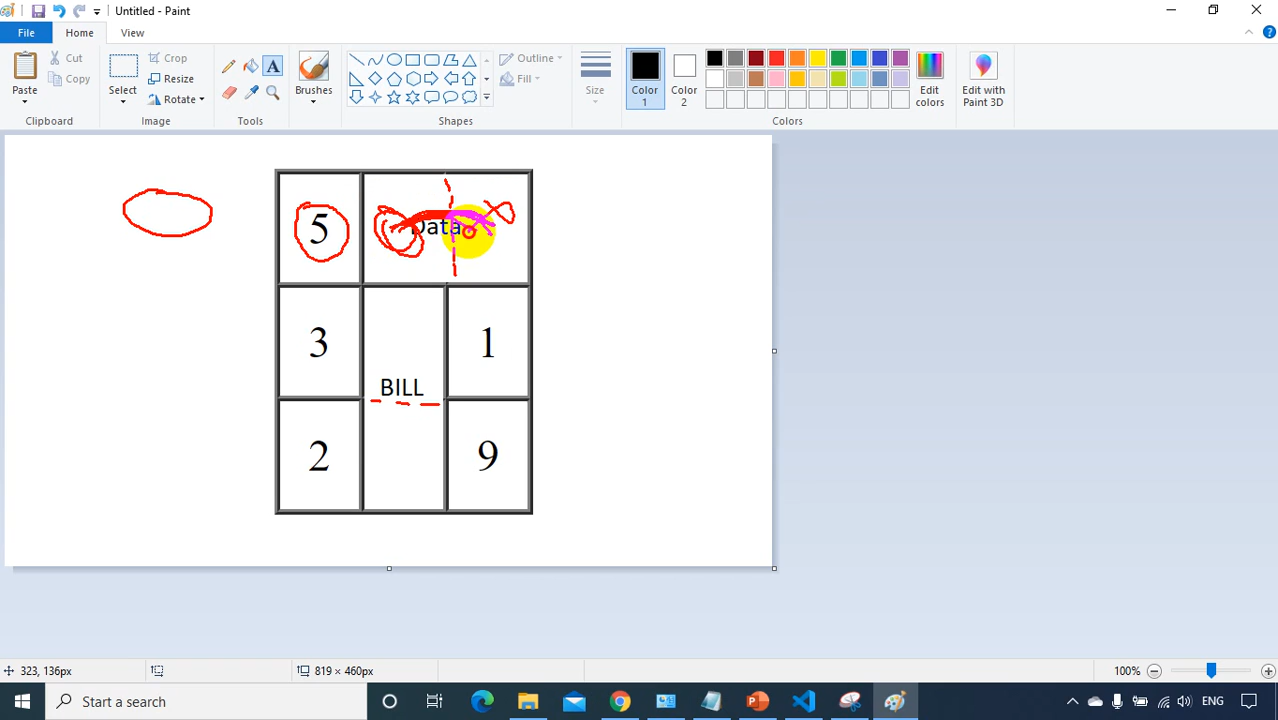 Untitled - Paint
File Home View
Cut
Copy
Paste
Clipboard
Select
Crop
Resize
Rotate
Image
A
Tools
Brushes
Outline
Fill
Shapes
Size
Color 1
Color 2
Edit colors
Colors
Edit with Paint 3D
5 Data
3 1
BILL
2 9
323, 136px
819 × 460px
100%
Start a search
ENG